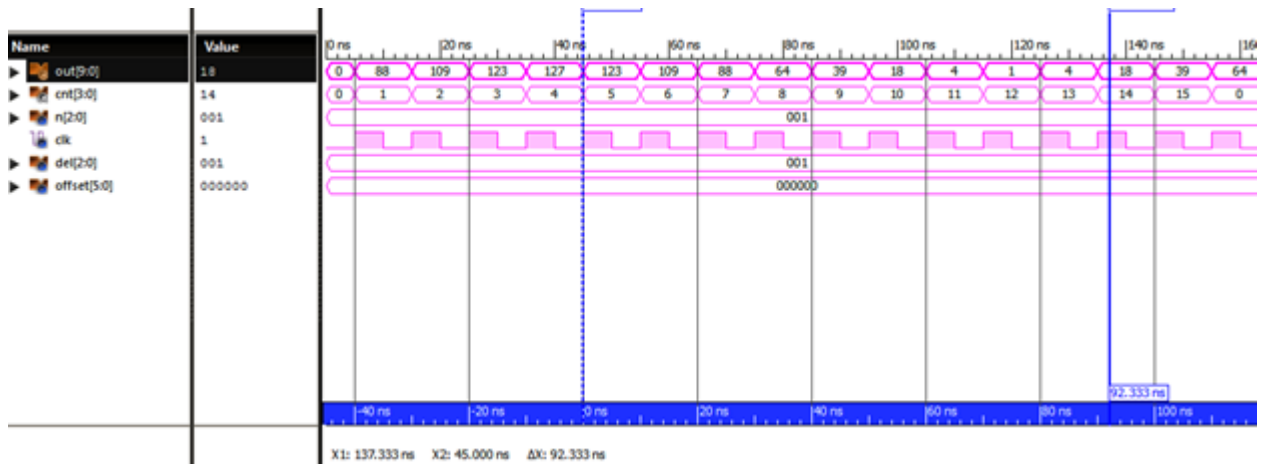 Name Value 0 ns 20 ns 40 ns 60 ns 80 ns 100 ns 120 ns 140 ns 16
out[9:0] 18 0 88 109 123 127 123 109 88 64 39 18 4 1 4 18 39 64
cnt[3:0] 14 0 1 2 3 4 5 6 7 8 9 10 11 12 13 14 15 0
n[2:0] 001 001
clk 1
del[2:0] 001 001
offset[5:0] 000000 000000
92.333 ns
-40 ns -20 ns 0 ns 20 ns 40 ns 60 ns 80 ns 100 ns
X1: 137.333 ns X2: 45.000 ns ΔX: 92.333 ns